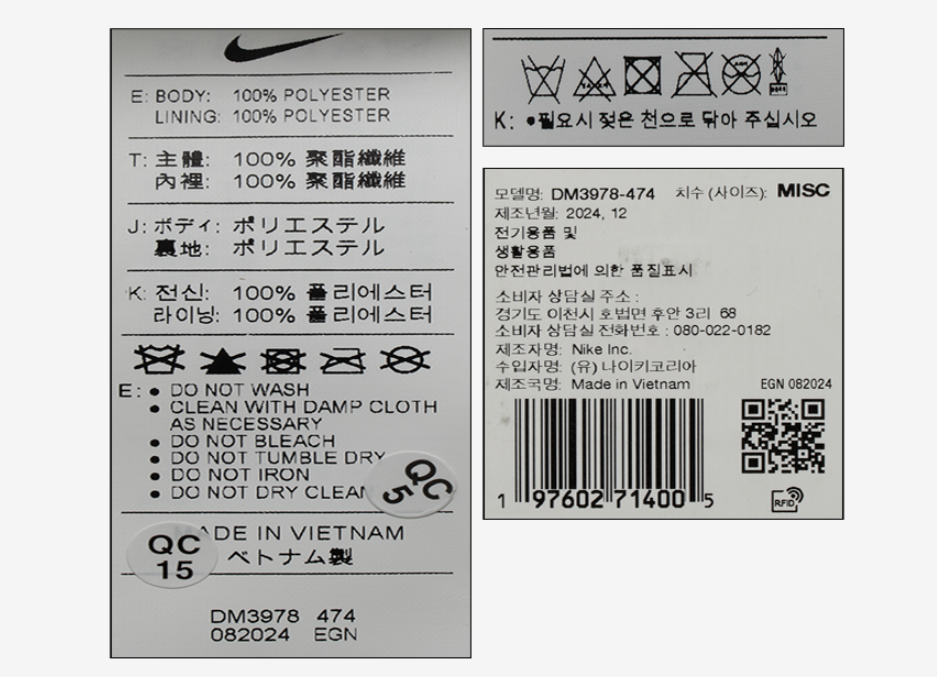 E: BODY: 100% POLYESTER
LINING: 100% POLYESTER
T: 主體: 100% 聚酯纖維
內裡: 100% 聚酯纖維
J: ボディ: ポリエステル
裏地: ポリエステル
K: 전신: 100% 폴리에스터
라이닝: 100% 폴리에스터
E: ● DO NOT WASH
● CLEAN WITH DAMP CLOTH
AS NECESSARY
● DO NOT BLEACH
● DO NOT TUMBLE DRY
● DO NOT IRON
● DO NOT DRY CLEAN
QC
5
MADE IN VIETNAM
QC
15
ベトナム製
DM3978 474
082024 EGN
K: ●필요시 젖은 천으로 닦아 주십시오
모델명: DM3978-474 치수 (사이즈): MISC
제조년월: 2024, 12
전기용품 및
생활용품
안전관리법에 의한 품질표시
소비자 상담실 주소 :
경기도 이천시 호법면 후안 3리 68
소비자 상담실 전화번호 : 080-022-0182
제조자명: Nike Inc.
수입자명: (유) 나이키코리아
제조국명: Made in Vietnam
EGN 082024
1 97602 71400 5
RFID